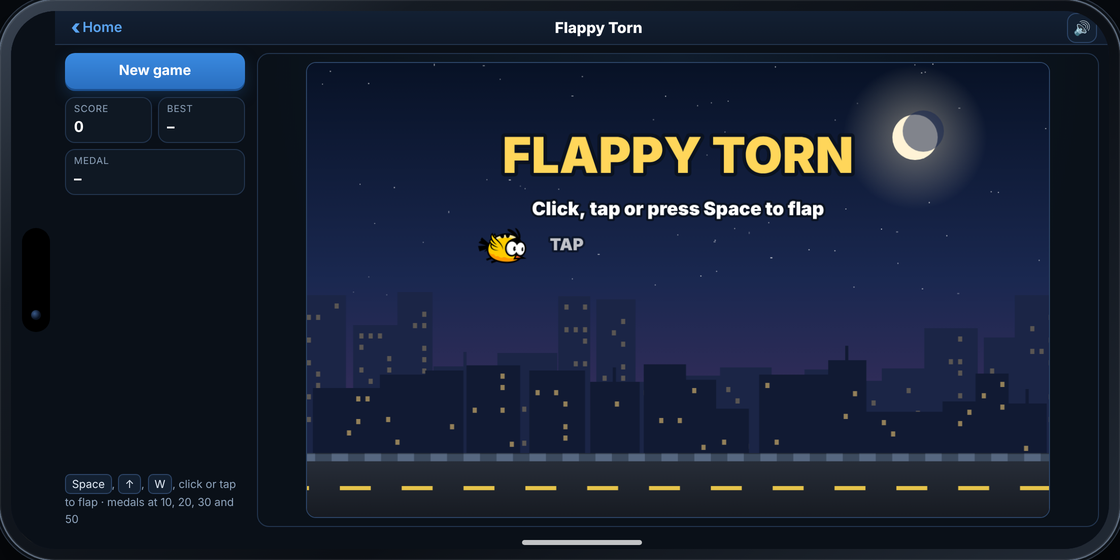 Home
Flappy Torn
New game
SCORE
0
BEST
–
MEDAL
–
FLAPPY TORN
Click, tap or press Space to flap
TAP
Space, ↑, W, click or tap
to flap · medals at 10, 20, 30 and
50